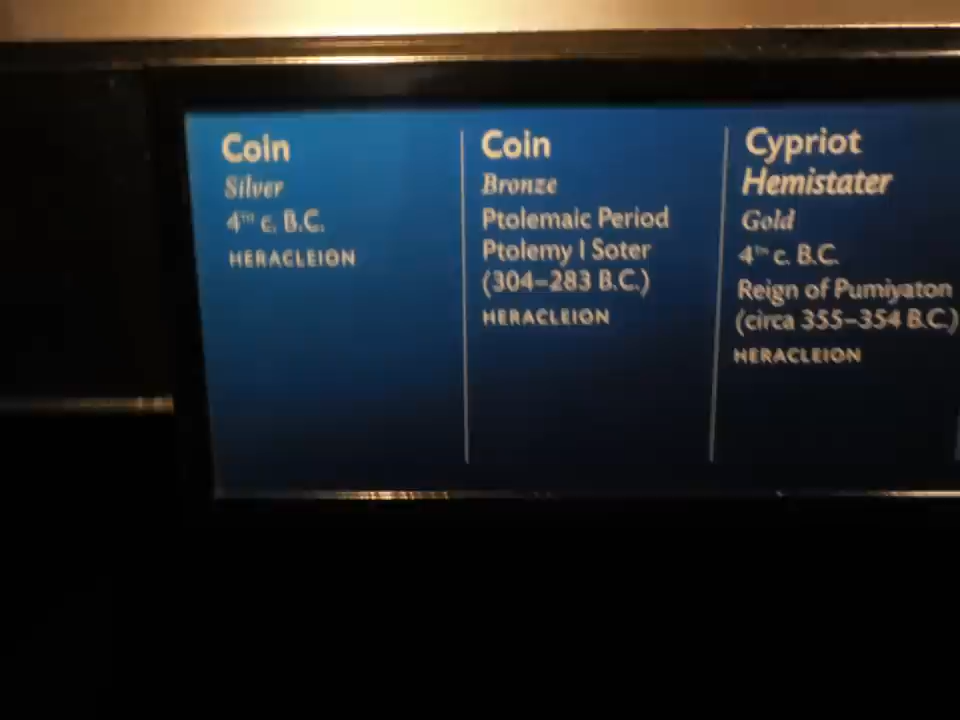 Coin
Silver
4TH c. B.C.
HERACLEION
Coin
Bronze
Ptolemaic Period
Ptolemy I Soter
(304–283 B.C.)
HERACLEION
Cypriot
Hemistater
Gold
4TH c. B.C.
Reign of Pumiyaton
(circa 355–354 B.C.)
HERACLEION